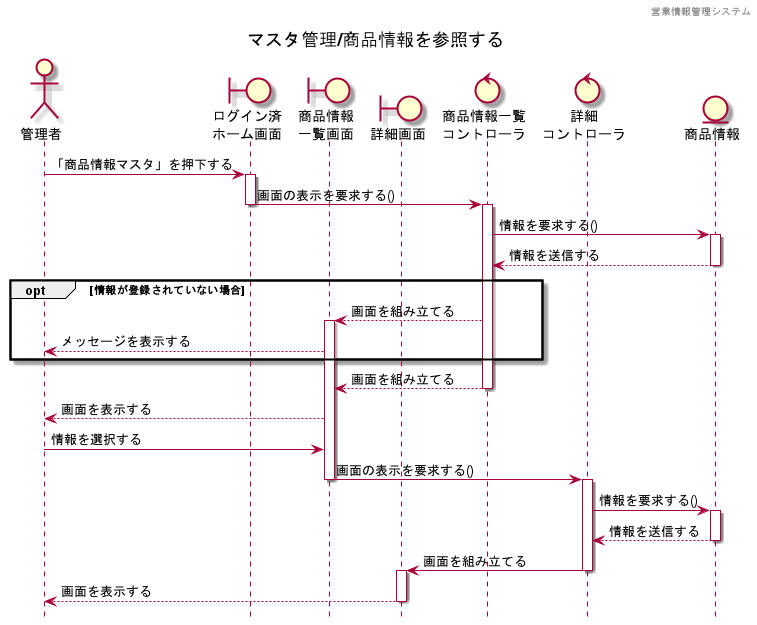 営業情報管理システム
マスタ管理/商品情報を参照する
管理者
ログイン済
ホーム画面
商品情報
一覧画面
詳細画面
商品情報一覧
コントローラ
詳細
コントローラ
商品情報
「商品情報マスタ」を押下する
画面の表示を要求する()
情報を要求する()
情報を送信する
opt
[情報が登録されていない場合]
画面を組み立てる
メッセージを表示する
画面を組み立てる
画面を表示する
情報を選択する
画面の表示を要求する()
情報を要求する()
情報を送信する
画面を組み立てる
画面を表示する